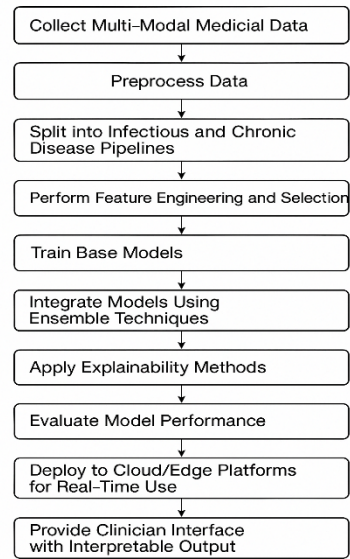 Collect Multi-Modal Medicial Data
Preprocess Data
Split into Infectious and Chronic
Disease Pipelines
Perform Feature Engineering and Selection
Train Base Models
Integrate Models Using
Ensemble Techniques
Apply Explainability Methods
Evaluate Model Performance
Deploy to Cloud/Edge Platforms
for Real-Time Use
Provide Clinician Interface
with Interpretable Output